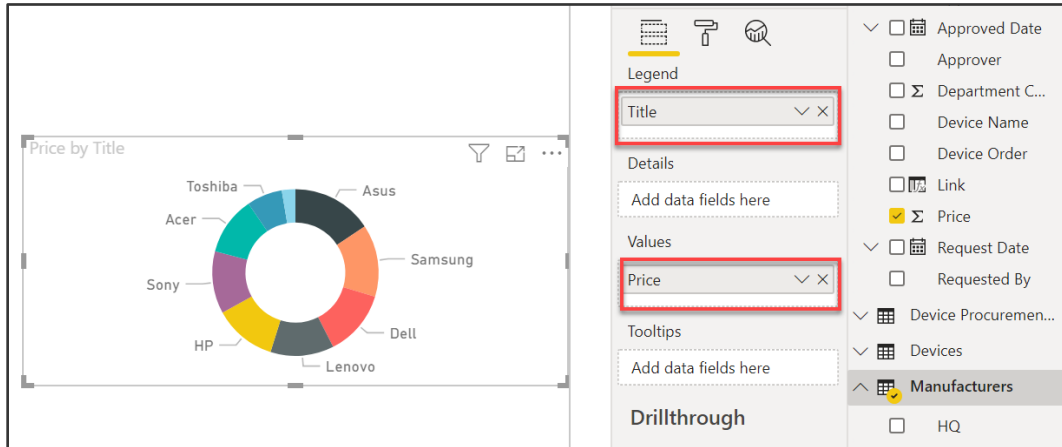 Price by Title
Toshiba
Asus
Acer
Samsung
Sony
Dell
HP
Lenovo
Legend
Title
Details
Add data fields here
Values
Price
Tooltips
Add data fields here
Drillthrough
Approved Date
Approver
Department C...
Device Name
Device Order
Link
Price
Request Date
Requested By
Device Procuremen...
Devices
Manufacturers
HQ